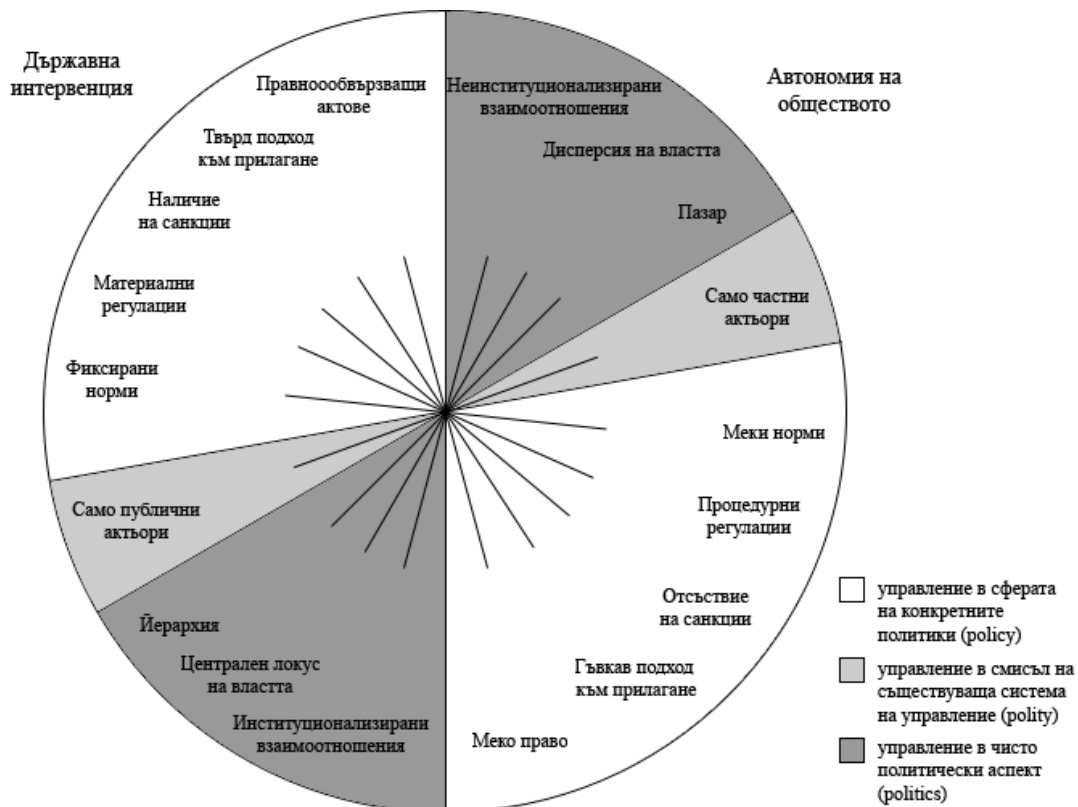 Държавна
интервенция
Правноообвързващи
актове
Твърд подход
към прилагане
Наличие
на санкции
Материални
регулации
Фиксирани
норми
Само публични
актьори
Йерархия
Централен локус
на властта
Институционализирани
взаимоотношения
Автономия на
обществото
Неинституционализирани
взаимоотношения
Дисперсия на властта
Пазар
Само частни
актьори
Меки норми
Процедурни
регулации
Отсъствие
на санкции
Гъвкав подход
към прилагане
Меко право
управление в сферата
на конкретните
политики (policy)
управление в смисъл на
съществуваща система
на управление (polity)
управление в чисто
политически аспект
(politics)